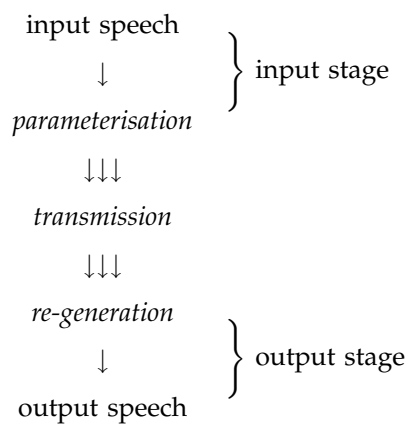 input speech
↓
input stage
parameterisation
↓↓↓
transmission
↓↓↓
re-generation
↓
output stage
output speech